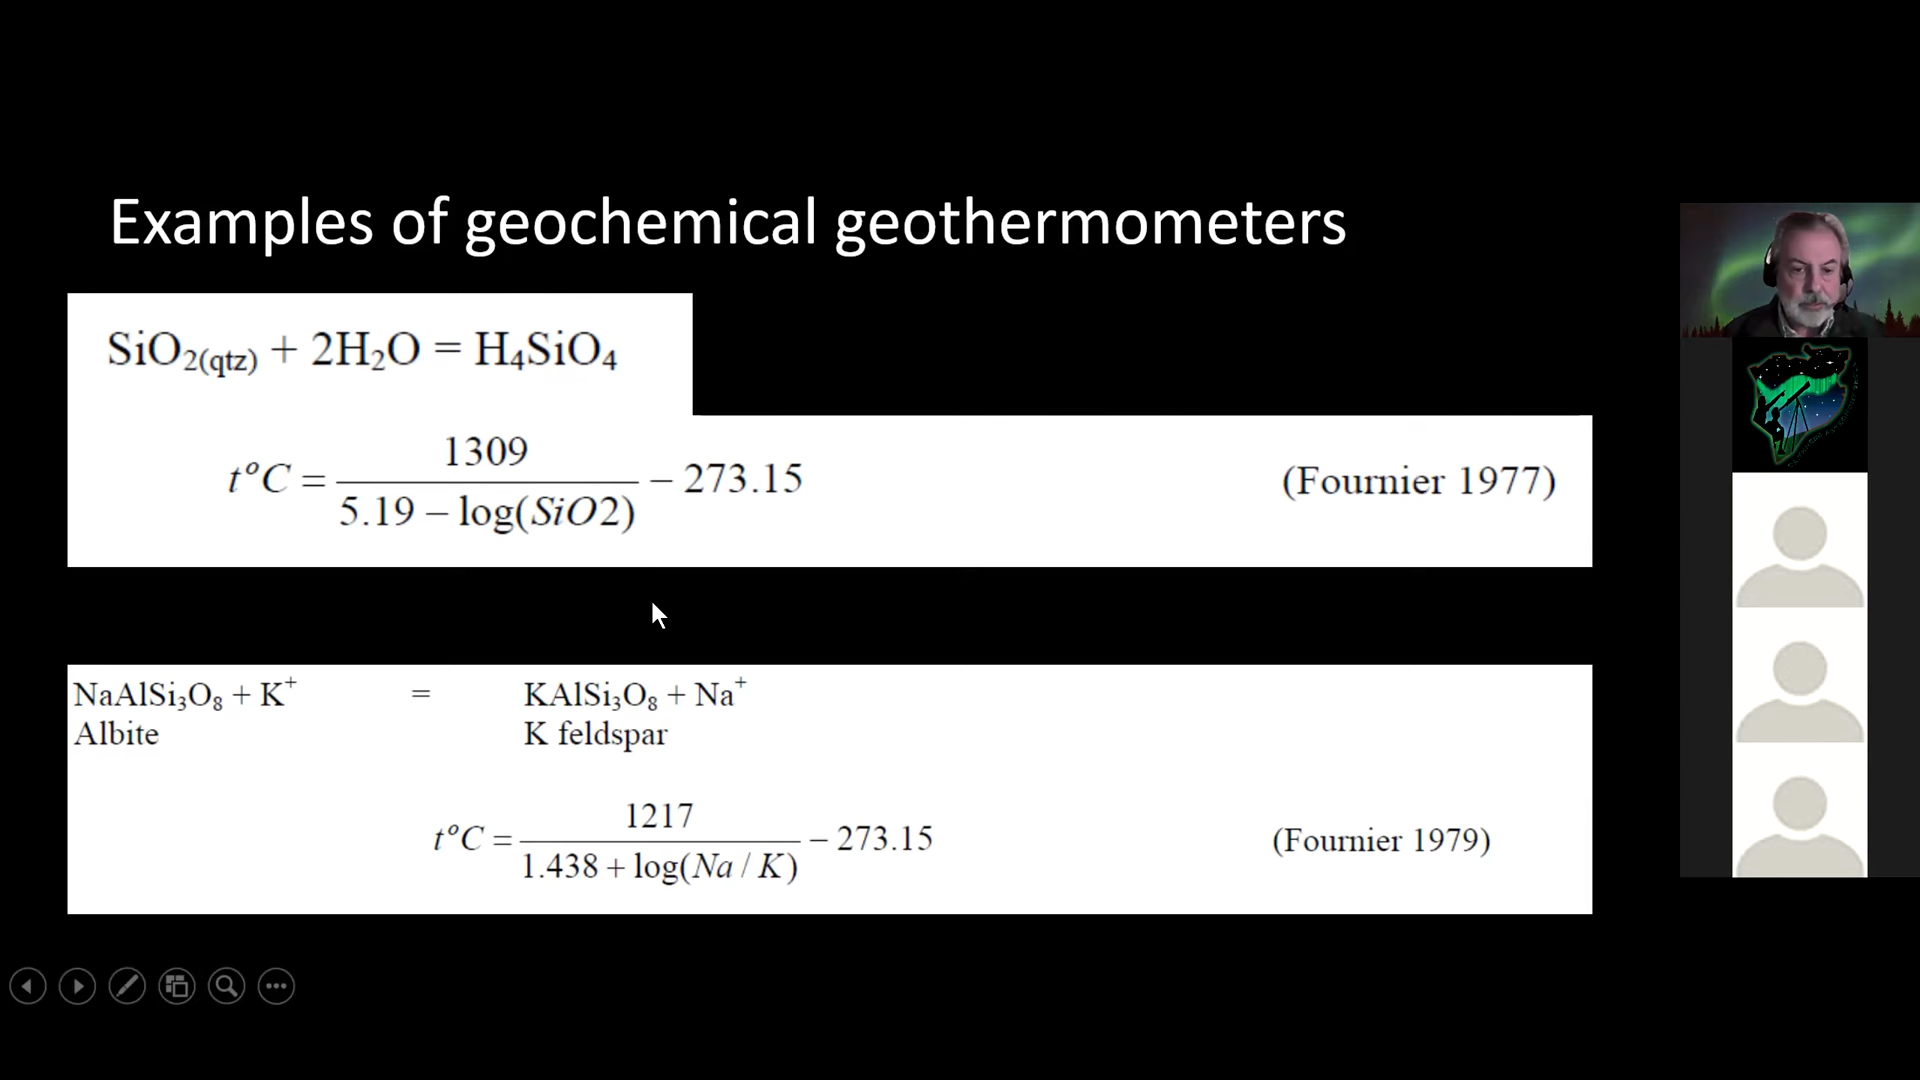 Examples of geochemical geothermometers
SiO₂(qtz) + 2H₂O = H₄SiO₄
t°C = 1309 / (5.19 − log(SiO2)) − 273.15 (Fournier 1977)
NaAlSi₃O₈ + K⁺ = KAlSi₃O₈ + Na⁺
Albite K feldspar
t°C = 1217 / (1.438 + log(Na / K)) − 273.15 (Fournier 1979)